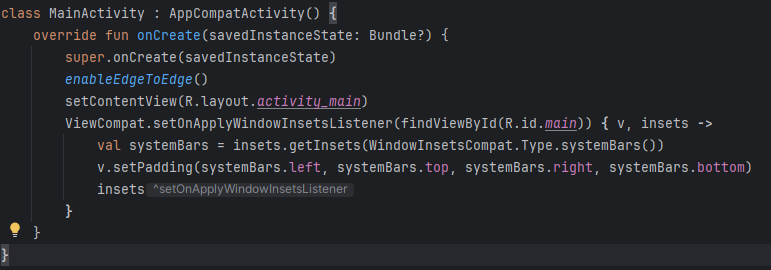 class MainActivity : AppCompatActivity() {
    override fun onCreate(savedInstanceState: Bundle?) {
        super.onCreate(savedInstanceState)
        enableEdgeToEdge()
        setContentView(R.layout.activity_main)
        ViewCompat.setOnApplyWindowInsetsListener(findViewById(R.id.main)) { v, insets ->
            val systemBars = insets.getInsets(WindowInsetsCompat.Type.systemBars())
            v.setPadding(systemBars.left, systemBars.top, systemBars.right, systemBars.bottom)
            insets ^setOnApplyWindowInsetsListener
        }
    }
}